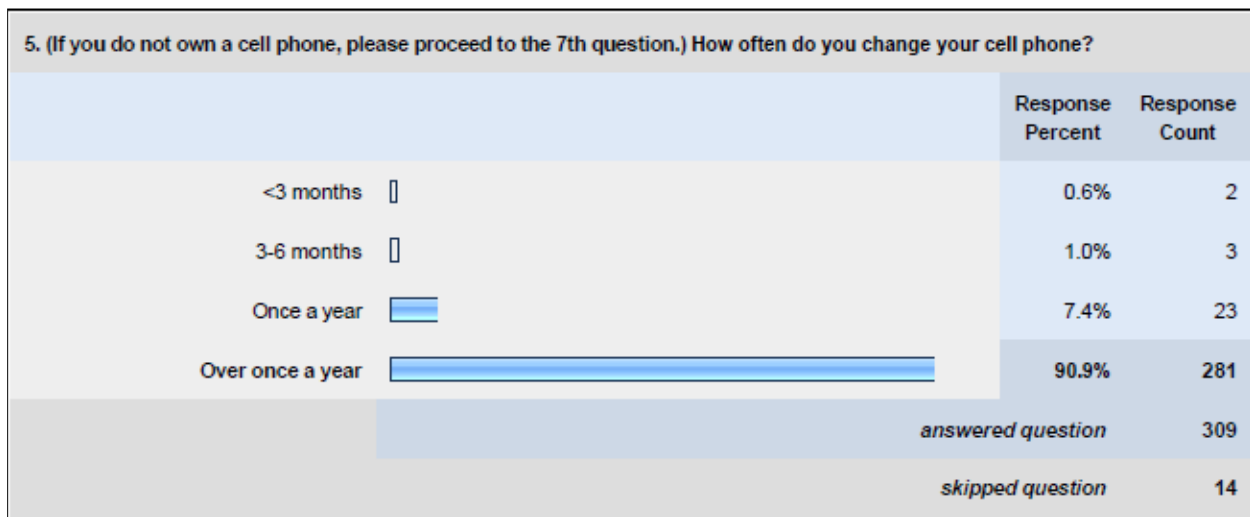 5. (If you do not own a cell phone, please proceed to the 7th question.) How often do you change your cell phone?
Response Percent Response Count
<3 months 0.6% 2
3-6 months 1.0% 3
Once a year 7.4% 23
Over once a year 90.9% 281
answered question 309
skipped question 14